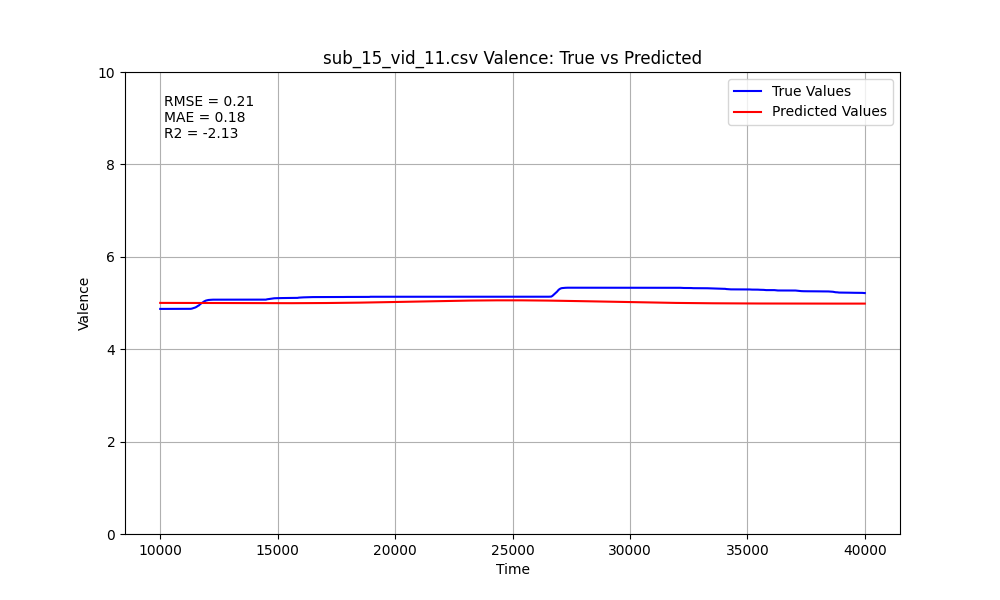 sub_15_vid_11.csv Valence: True vs Predicted
RMSE = 0.21
MAE = 0.18
R2 = -2.13
True Values
Predicted Values
10
8
6
4
2
0
Valence
10000 15000 20000 25000 30000 35000 40000
Time